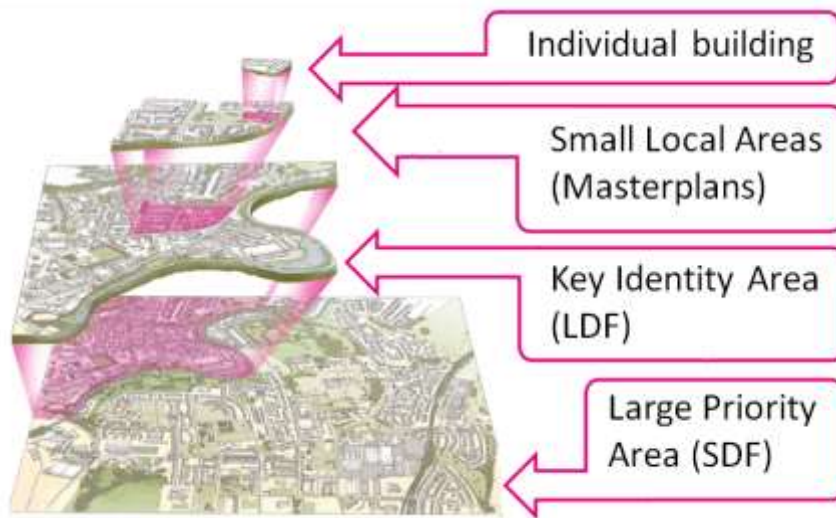 Individual building
Small Local Areas
(Masterplans)
Key Identity Area
(LDF)
Large Priority
Area (SDF)